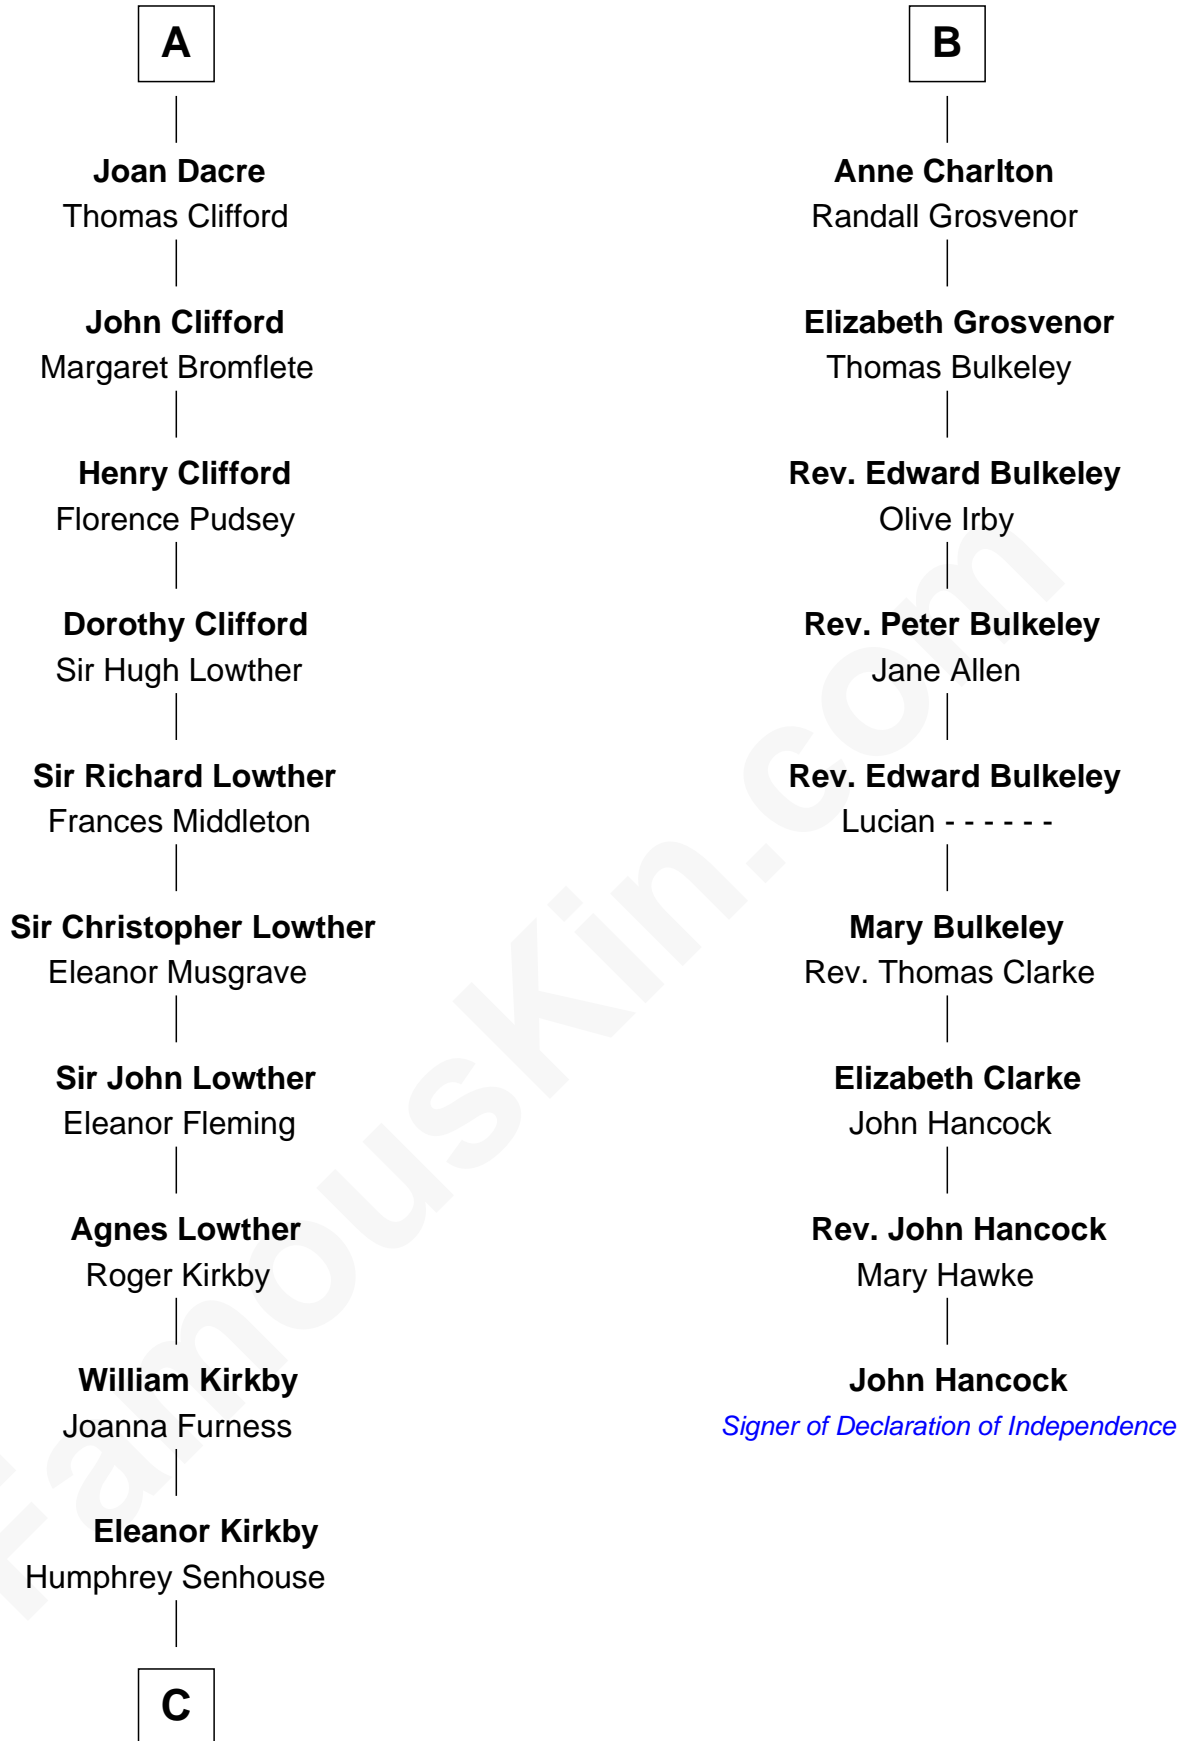 A
Joan Dacre
Thomas Clifford
John Clifford
Margaret Bromflete
Henry Clifford
Florence Pudsey
Dorothy Clifford
Sir Hugh Lowther
Sir Richard Lowther
Frances Middleton
Sir Christopher Lowther
Eleanor Musgrave
Sir John Lowther
Eleanor Fleming
Agnes Lowther
Roger Kirkby
William Kirkby
Joanna Furness
Eleanor Kirkby
Humphrey Senhouse
C
B
Anne Charlton
Randall Grosvenor
Elizabeth Grosvenor
Thomas Bulkeley
Rev. Edward Bulkeley
Olive Irby
Rev. Peter Bulkeley
Jane Allen
Rev. Edward Bulkeley
Lucian - - - - - -
Mary Bulkeley
Rev. Thomas Clarke
Elizabeth Clarke
John Hancock
Rev. John Hancock
Mary Hawke
John Hancock
Signer of Declaration of Independence
FamousKin.com